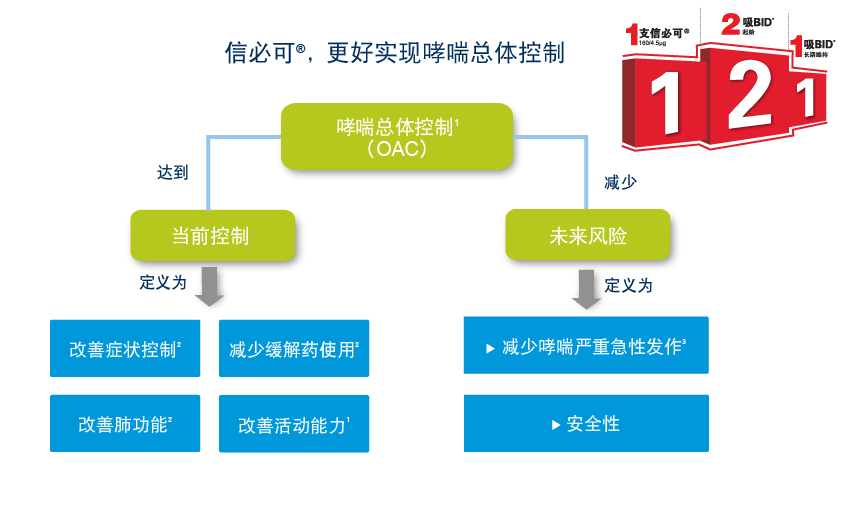 信必可®，更好实现哮喘总体控制
1支信必可®
160/4.5μg
2吸BID*
起始
1吸BID*
长期维持
1 2 1
哮喘总体控制¹
（OAC）
达到
减少
当前控制
未来风险
定义为
定义为
改善症状控制²
减少缓解药使用²
▶ 减少哮喘严重急性发作³
改善肺功能²
改善活动能力¹
▶ 安全性